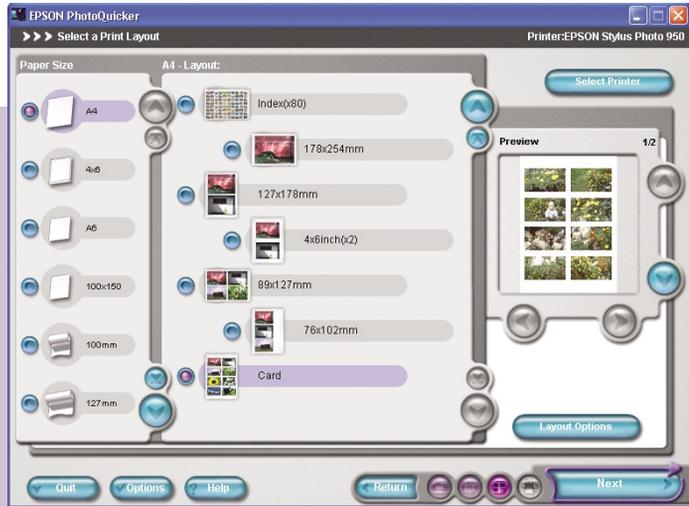 EPSON PhotoQuicker
>>> Select a Print Layout
Printer:EPSON Stylus Photo 950
Paper Size
A4 - Layout:
Select Printer
A4
4x6
A6
100x150
100mm
127mm
Index(x80)
178x254mm
127x178mm
4x6inch(x2)
89x127mm
76x102mm
Card
Preview
1/2
Layout Options
Quit
Options
? Help
Return
Next